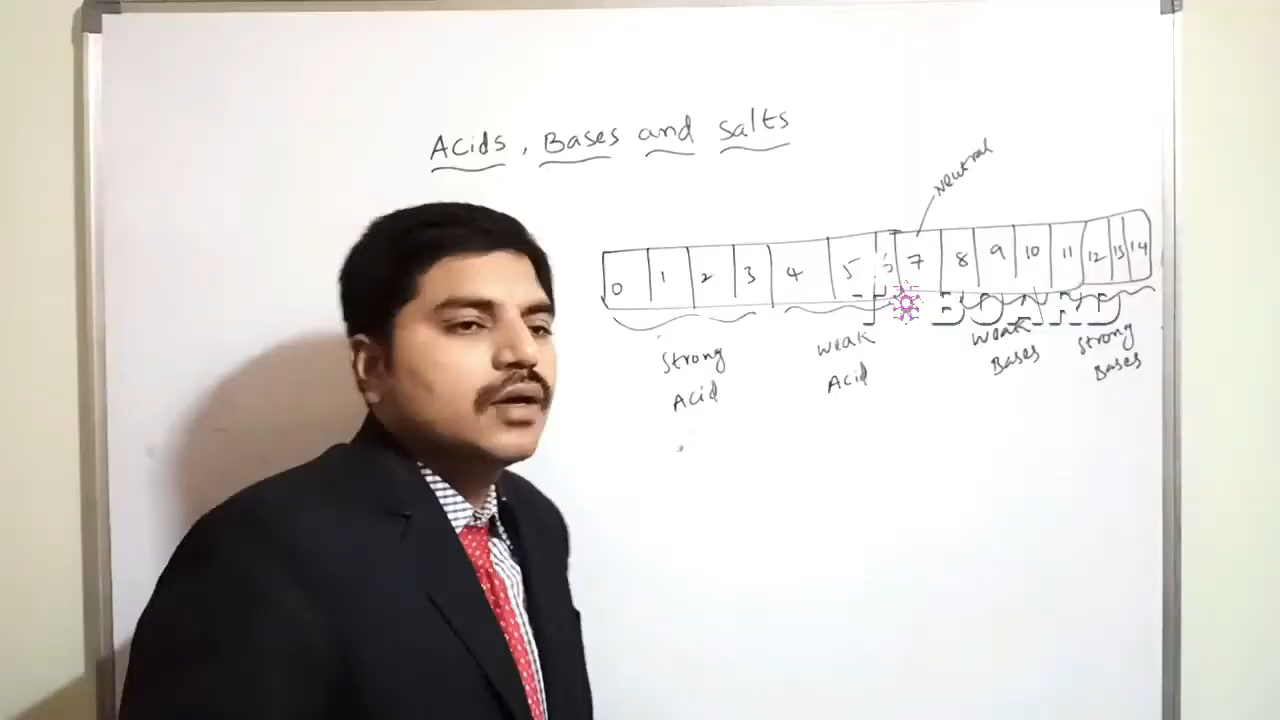 Acids, Bases and salts
Neutral
0 1 2 3 4 5 6 7 8 9 10 11 12 13 14
BOARD
Strong
Acid
Weak
Acid
Weak
Bases
Strong
Bases